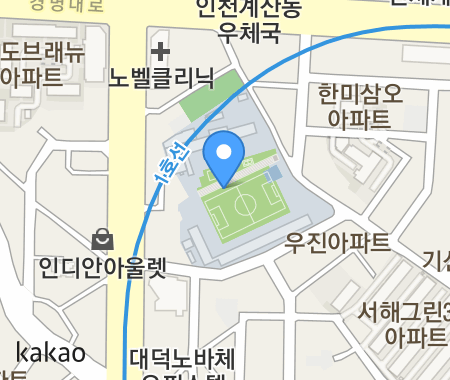 경명대로
인천계산동
우체국
도브래뉴
아파트
노벨클리닉
한미삼오
아파트
1호선
우진아파트
인디안아울렛
서해그린3
아파트
kakao
대덕노바체